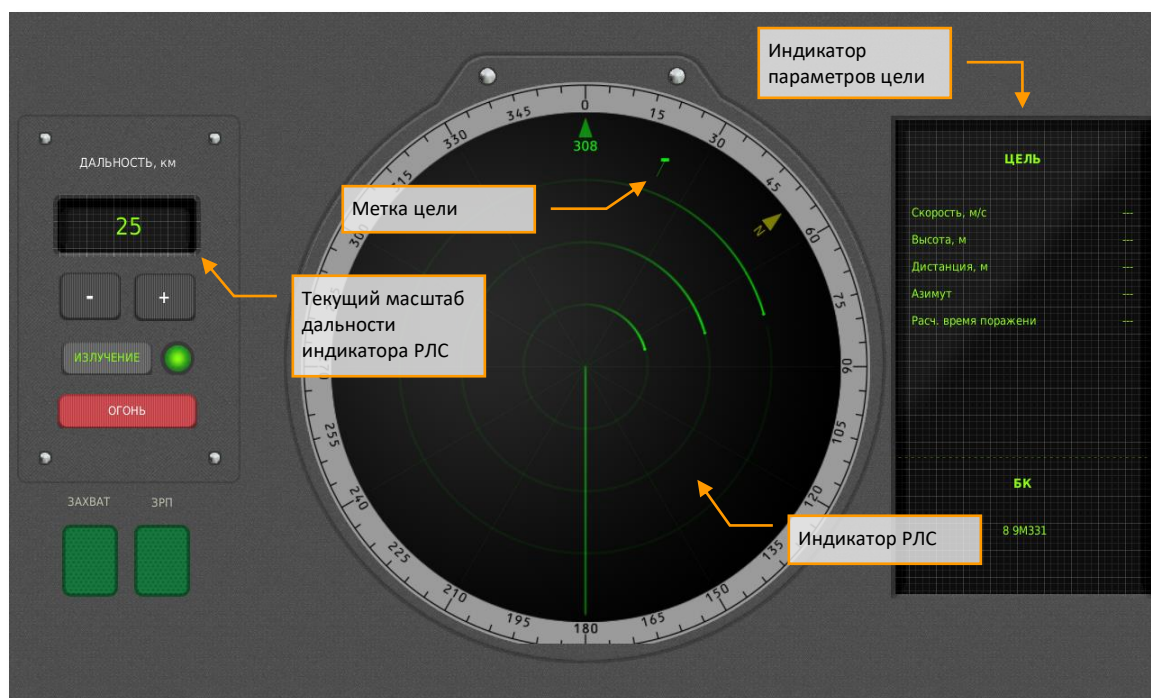 Индикатор
параметров цели
ДАЛЬНОСТЬ, км
25
-
+
ИЗЛУЧЕНИЕ
ОГОНЬ
ЗАХВАТ
ЗРП
Метка цели
Текущий масштаб
дальности
индикатора РЛС
0
15
30
45
60
75
90
105
120
135
150
165
180
195
210
225
240
255
70
300
315
330
345
308
N
Индикатор РЛС
ЦЕЛЬ
Скорость, м/с ---
Высота, м ---
Дистанция, м ---
Азимут ---
Расч. время поражени ---
БК
8 9М331